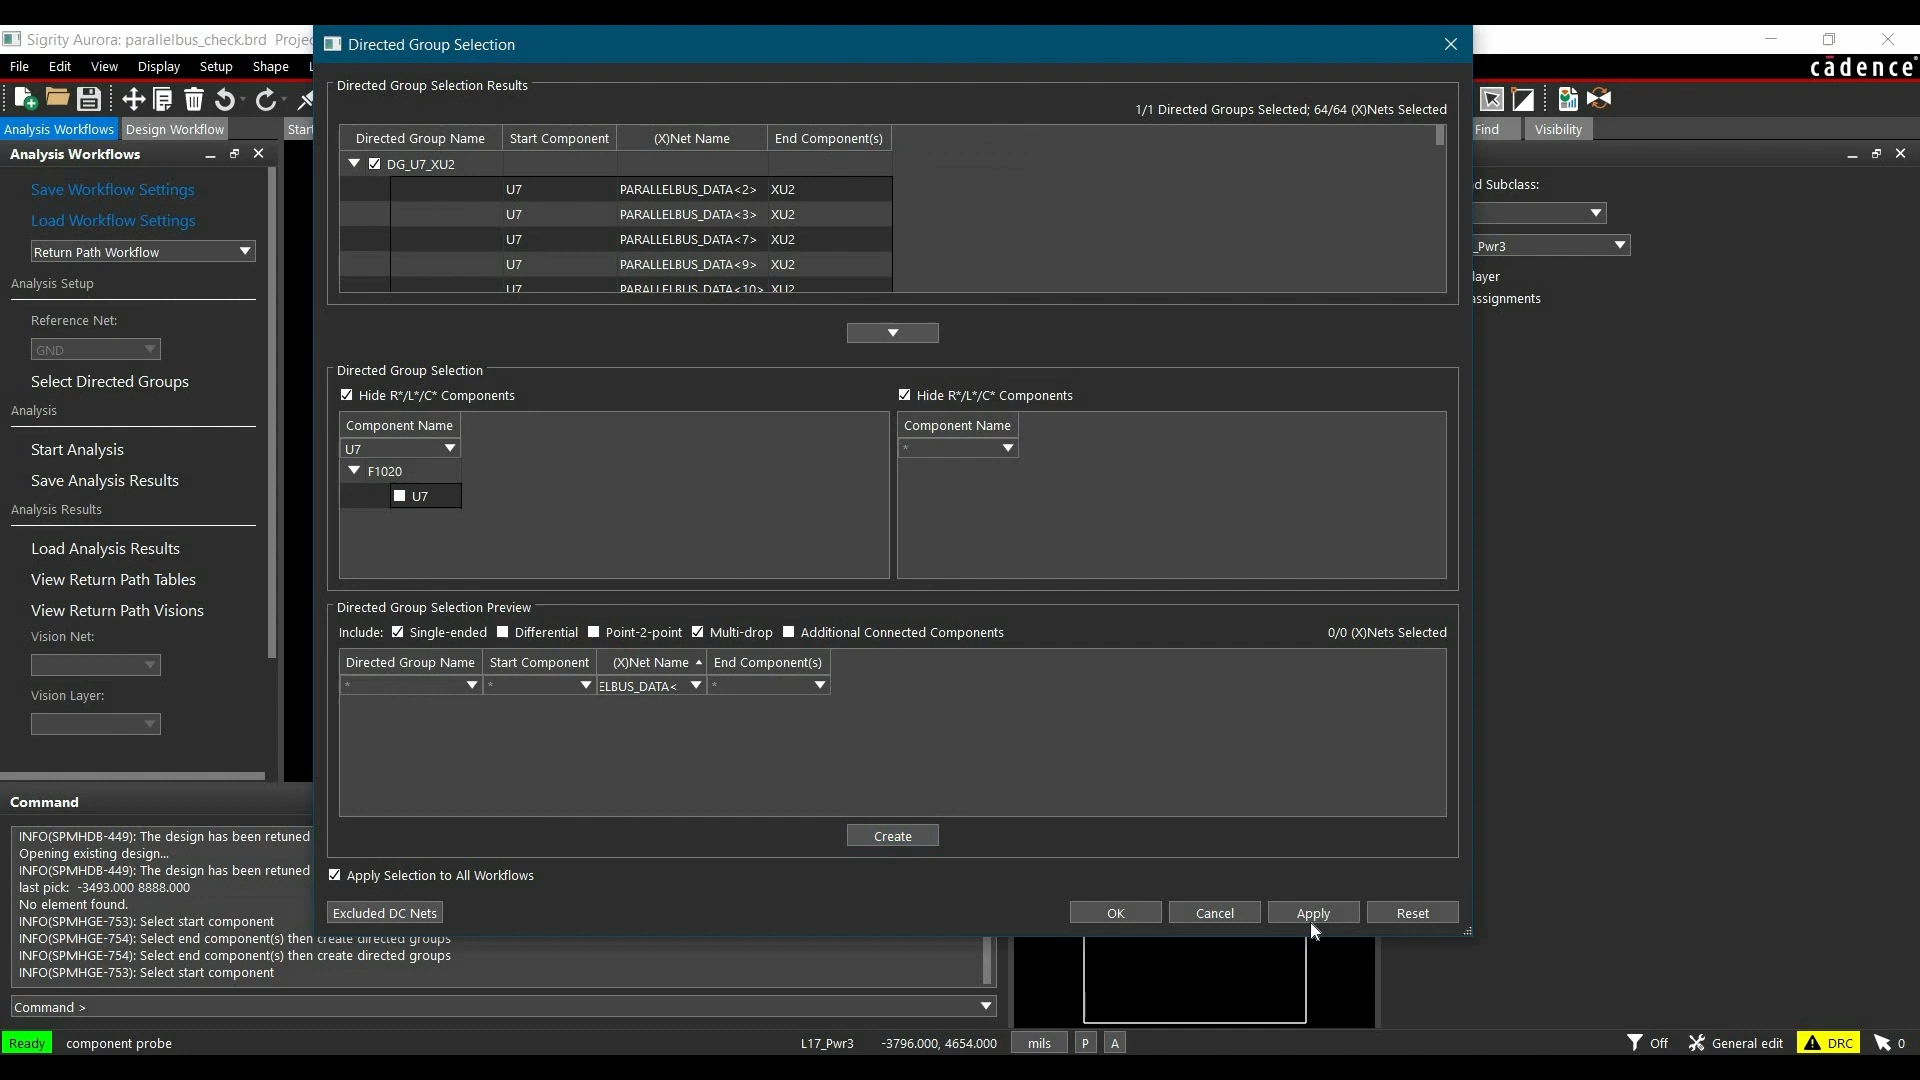 Sigrity Aurora: parallelbus_check.brd Proje
Directed Group Selection
File Edit View Display Setup Shape
cādence
Analysis Workflows Design Workflow Star
Find Visibility
Analysis Workflows
Save Workflow Settings
Load Workflow Settings
Return Path Workflow
Analysis Setup
Reference Net:
GND
Select Directed Groups
Analysis
Start Analysis
Save Analysis Results
Analysis Results
Load Analysis Results
View Return Path Tables
View Return Path Visions
Vision Net:
Vision Layer:
Directed Group Selection Results
1/1 Directed Groups Selected; 64/64 (X)Nets Selected
Directed Group Name Start Component (X)Net Name End Component(s)
DG_U7_XU2
U7 PARALLELBUS_DATA<2> XU2
U7 PARALLELBUS_DATA<3> XU2
U7 PARALLELBUS_DATA<7> XU2
U7 PARALLELBUS_DATA<9> XU2
U7 PARALLELBUS_DATA<10> XU2
Directed Group Selection
Hide R*/L*/C* Components
Component Name
U7
F1020
U7
Hide R*/L*/C* Components
Component Name
*
Directed Group Selection Preview
Include: Single-ended Differential Point-2-point Multi-drop Additional Connected Components 0/0 (X)Nets Selected
Directed Group Name Start Component (X)Net Name End Component(s)
* * ELBUS_DATA< *
Create
Apply Selection to All Workflows
Excluded DC Nets OK Cancel Apply Reset
d Subclass:
_Pwr3
layer
assignments
Command
INFO(SPMHDB-449): The design has been retuned
Opening existing design...
INFO(SPMHDB-449): The design has been retuned
last pick: -3493.000 8888.000
No element found.
INFO(SPMHGE-753): Select start component
INFO(SPMHGE-754): Select end component(s) then create directed groups
INFO(SPMHGE-754): Select end component(s) then create directed groups
INFO(SPMHGE-753): Select start component
Command >
Ready component probe L17_Pwr3 -3796.000, 4654.000 mils P A Off General edit DRC 0